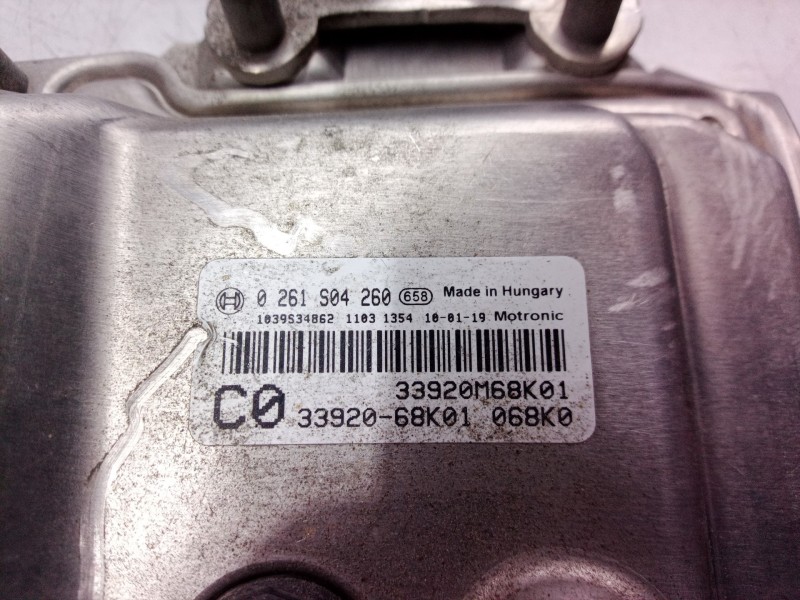 0 261 S04 260 658 Made in Hungary
1039S34862 1103 1354 10-01-19 Motronic
33920M68K01
C0 33920-68K01 068K0